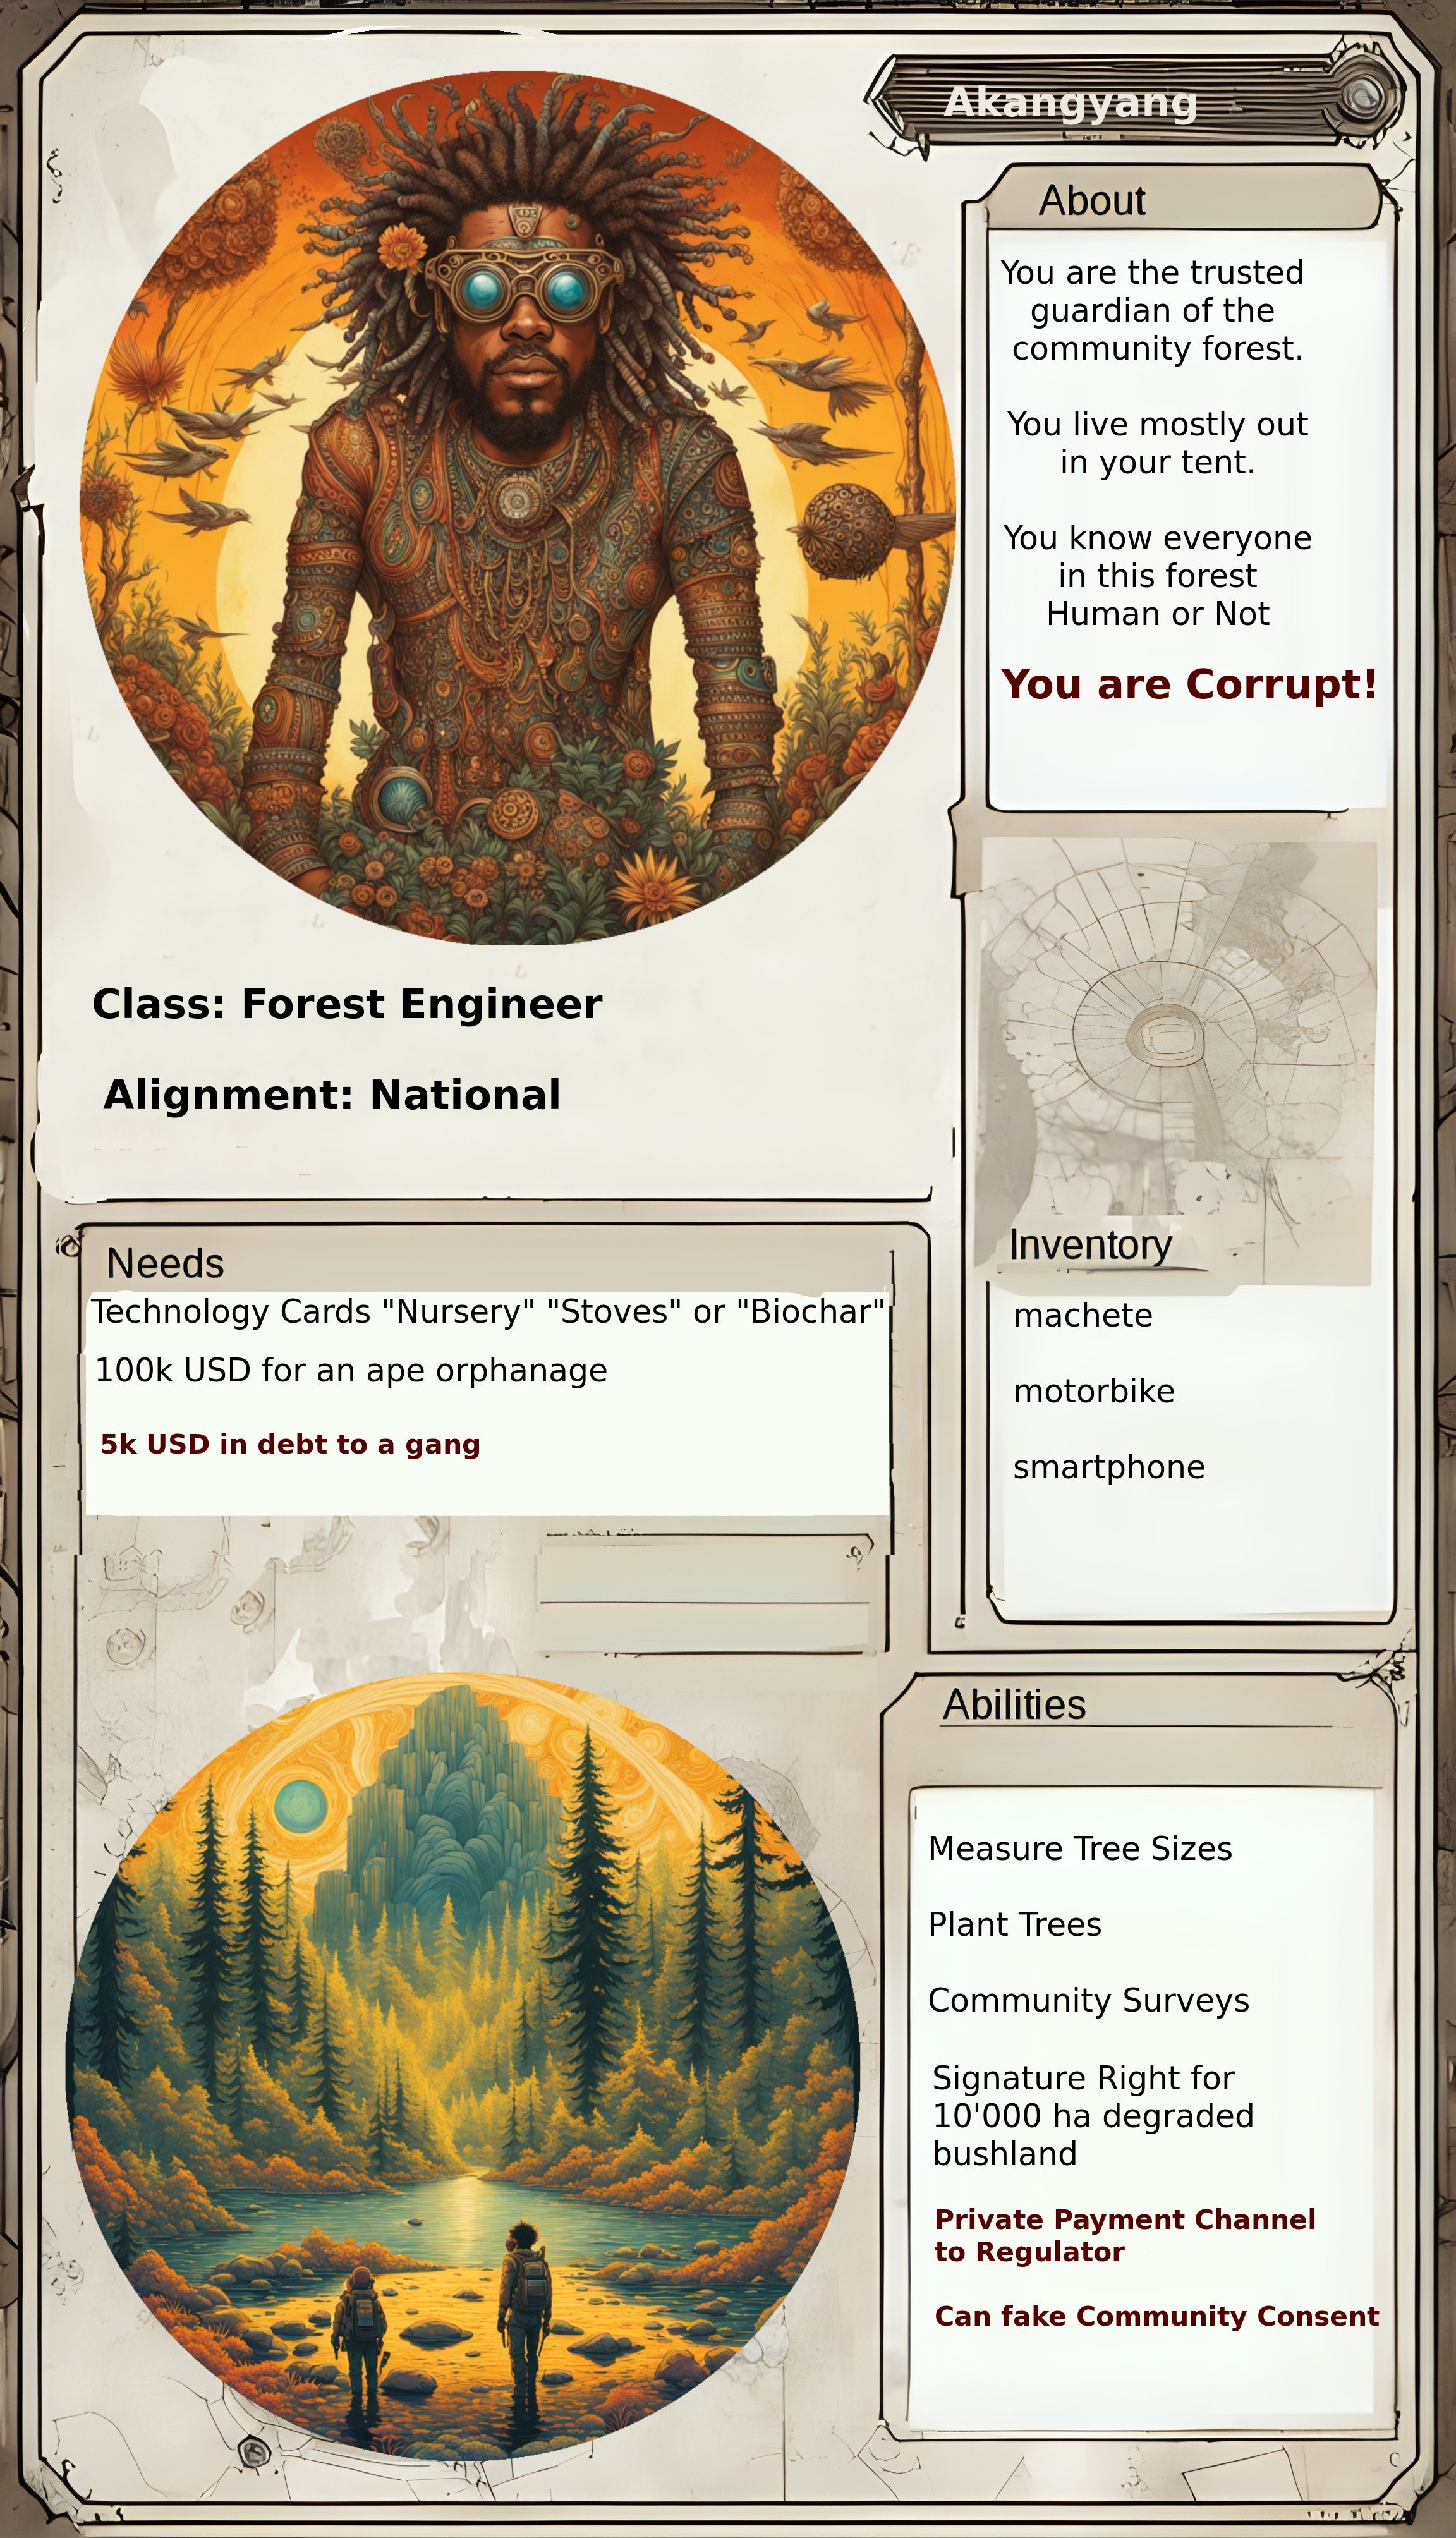 Akangyang
About
You are the trusted
guardian of the
community forest.
You live mostly out
in your tent.
You know everyone
in this forest
Human or Not
You are Corrupt!
Class: Forest Engineer
Alignment: National
Needs
Technology Cards "Nursery" "Stoves" or "Biochar"
100k USD for an ape orphanage
5k USD in debt to a gang
Inventory
machete
motorbike
smartphone
Abilities
Measure Tree Sizes
Plant Trees
Community Surveys
Signature Right for
10'000 ha degraded
bushland
Private Payment Channel
to Regulator
Can fake Community Consent